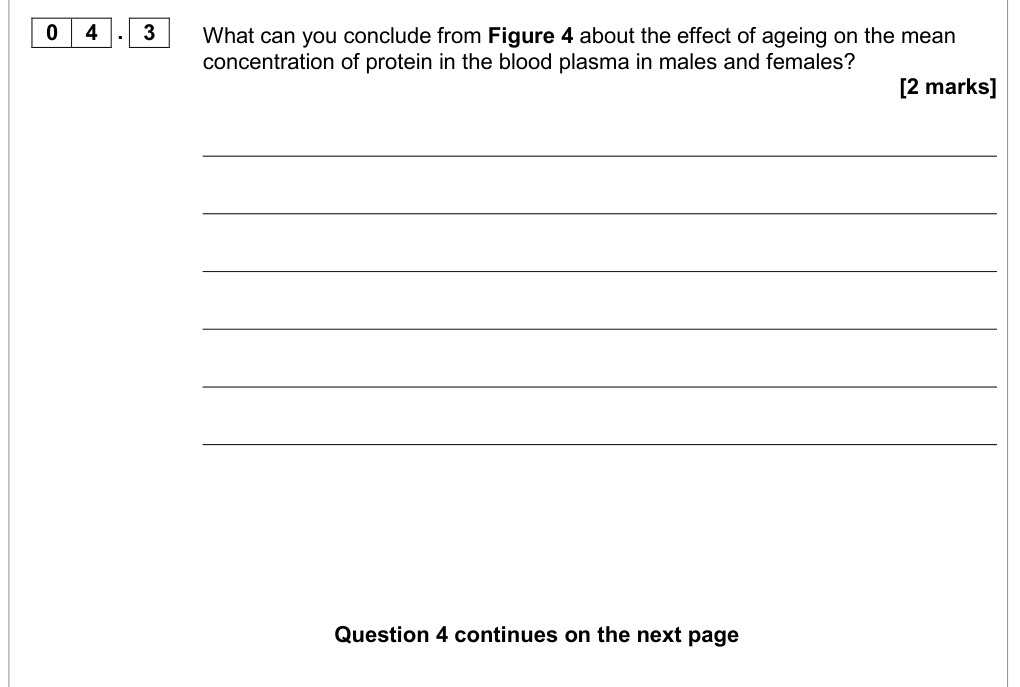 0 4 . 3 What can you conclude from Figure 4 about the effect of ageing on the mean
concentration of protein in the blood plasma in males and females?
[2 marks]
Question 4 continues on the next page